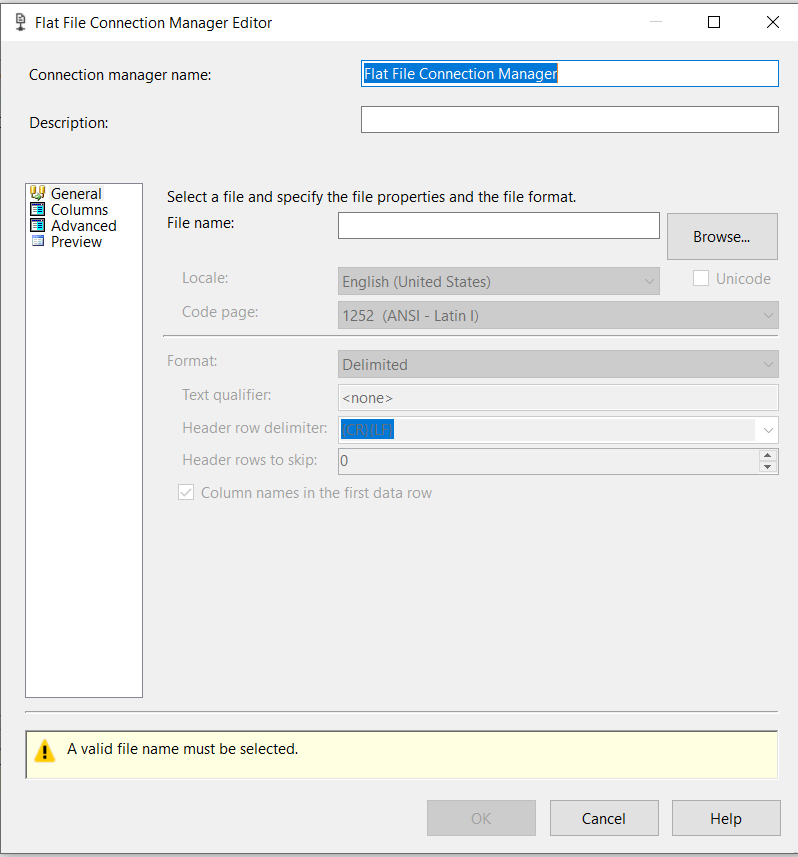 Flat File Connection Manager Editor
Connection manager name: Flat File Connection Manager
Description:
General
Columns
Advanced
Preview
Select a file and specify the file properties and the file format.
File name: Browse...
Locale: English (United States) Unicode
Code page: 1252 (ANSI - Latin I)
Format: Delimited
Text qualifier: <none>
Header row delimiter: {CR}{LF}
Header rows to skip: 0
Column names in the first data row
A valid file name must be selected.
OK Cancel Help